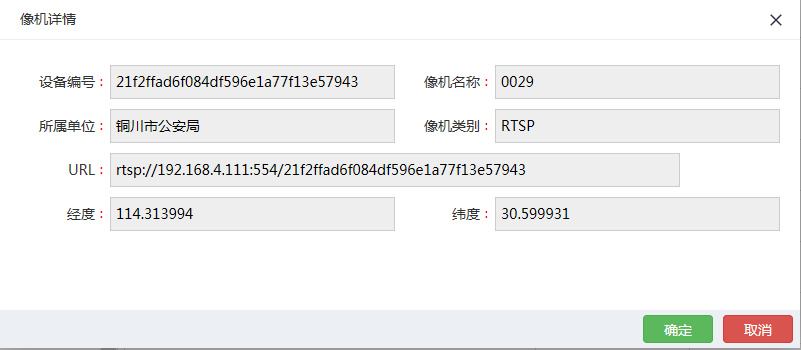 像机详情
设备编号： 21f2ffad6f084df596e1a77f13e57943 像机名称： 0029
所属单位： 铜川市公安局 像机类别： RTSP
URL： rtsp://192.168.4.111:554/21f2ffad6f084df596e1a77f13e57943
经度： 114.313994 纬度： 30.599931
确定 取消